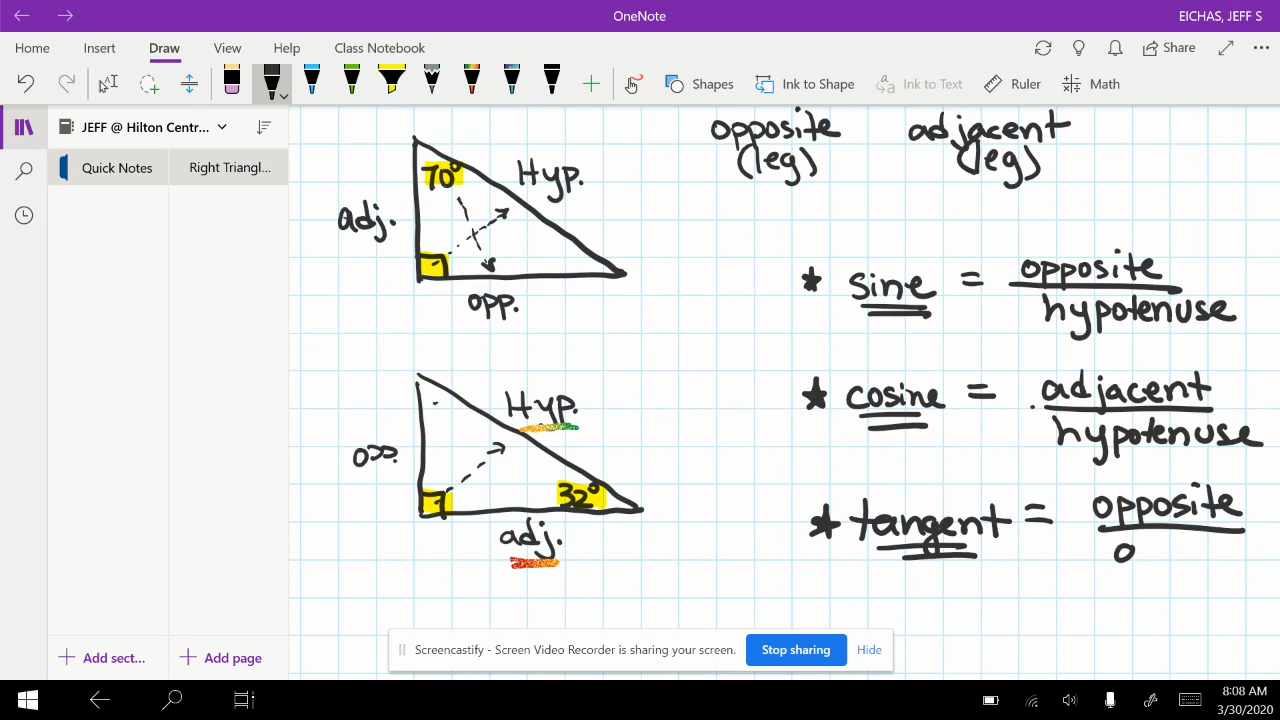 OneNote
EICHAS, JEFF S
Home Insert Draw View Help Class Notebook
Share
Shapes Ink to Shape Ink to Text Ruler Math
JEFF @ Hilton Centr...
Quick Notes
Right Triangl...
opposite
(leg)
adjacent
(leg)
70°
Hyp.
adj.
opp.
* sine = opposite
hypotenuse
Hyp.
opp.
32°
adj.
* cosine = adjacent
hypotenuse
* tangent = opposite
o
Screencastify - Screen Video Recorder is sharing your screen.
Stop sharing
Hide
+ Add sect...
+ Add page
8:08 AM
3/30/2020